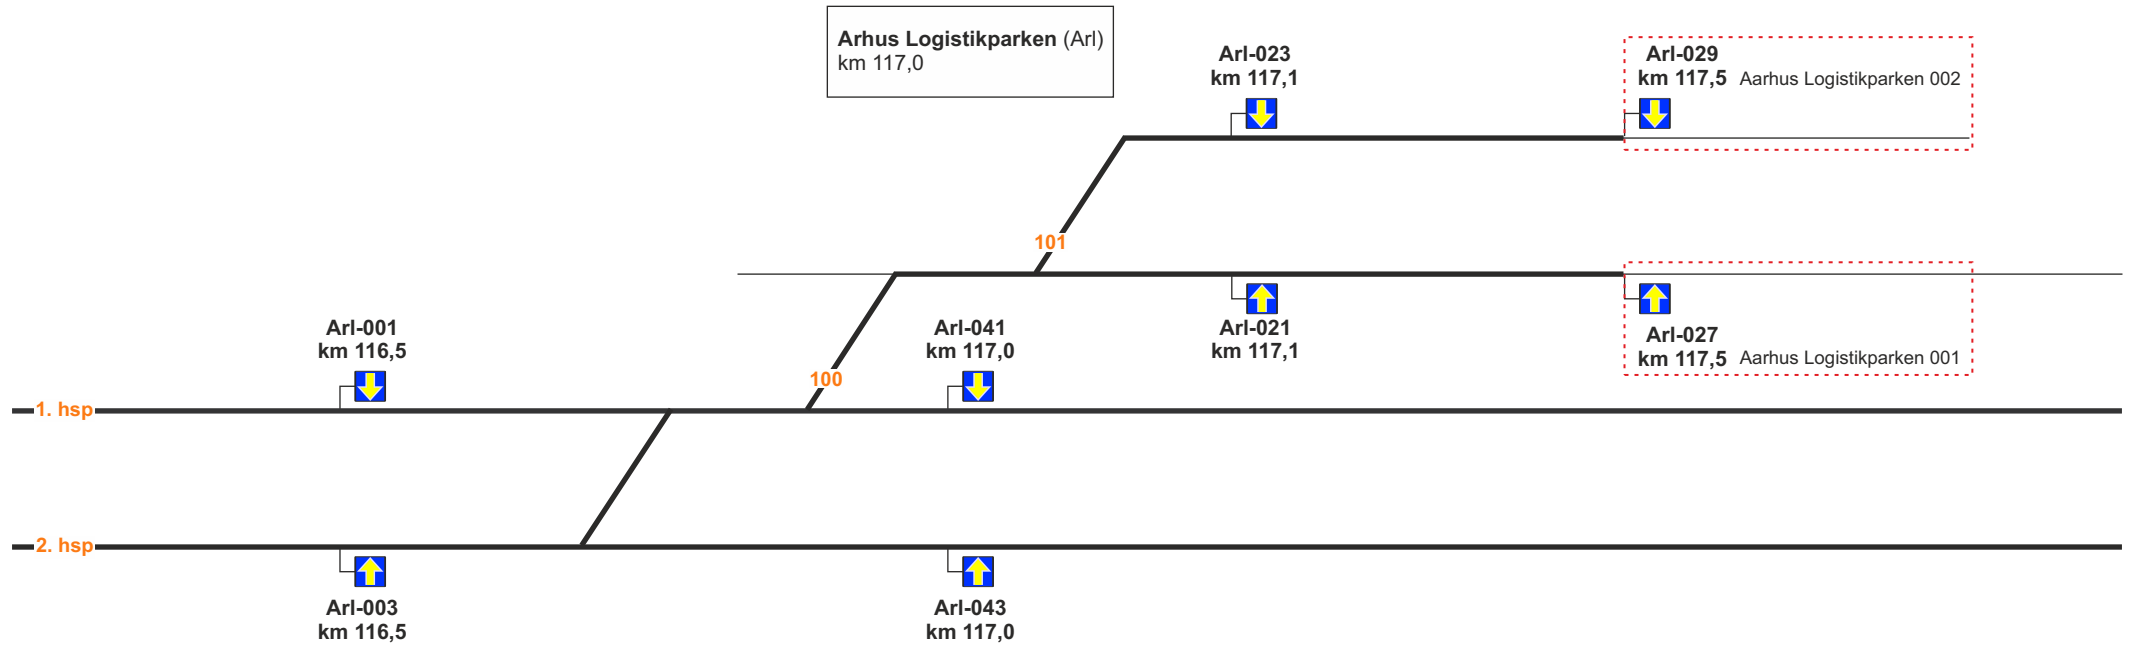 Arhus Logistikparken (Arl)
km 117,0
Arl-023
km 117,1
Arl-029
km 117,5 Aarhus Logistikparken 002
101
100
Arl-001
km 116,5
Arl-041
km 117,0
Arl-021
km 117,1
Arl-027
km 117,5 Aarhus Logistikparken 001
1. hsp
2. hsp
Arl-003
km 116,5
Arl-043
km 117,0